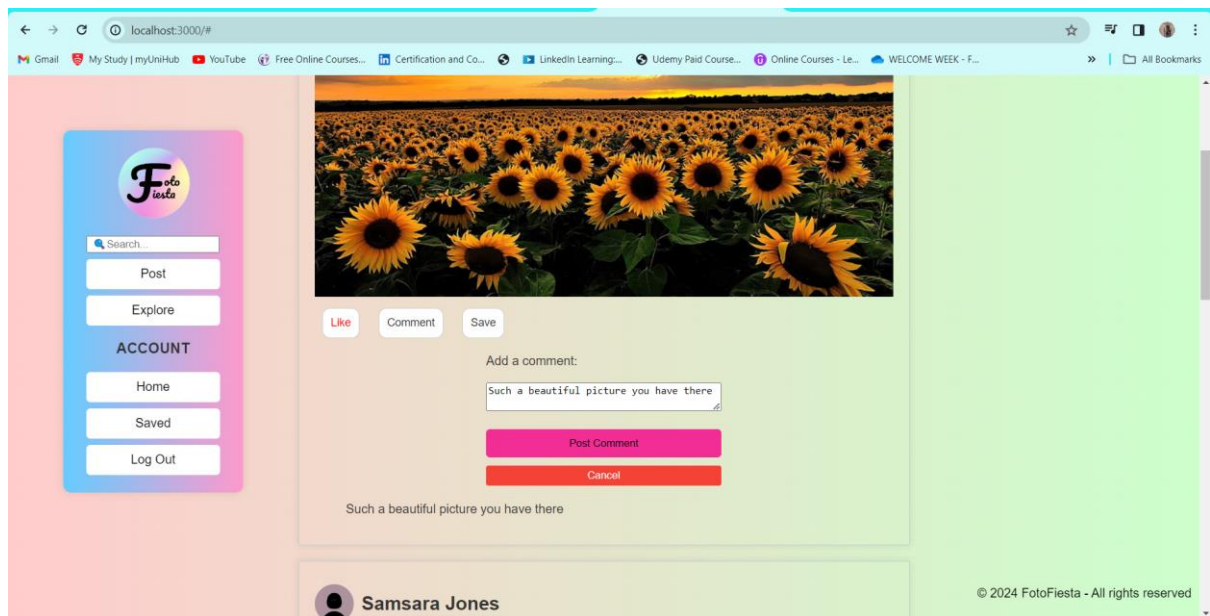 localhost:3000/#
Gmail My Study | myUniHub YouTube Free Online Courses... Certification and Co... LinkedIn Learning:... Udemy Paid Course... Online Courses - Le... WELCOME WEEK - F... » All Bookmarks
Foto
Fiesta
Search...
Post
Explore
ACCOUNT
Home
Saved
Log Out
Like Comment Save
Add a comment:
Such a beautiful picture you have there
Post Comment
Cancel
Such a beautiful picture you have there
Samsara Jones
© 2024 FotoFiesta - All rights reserved